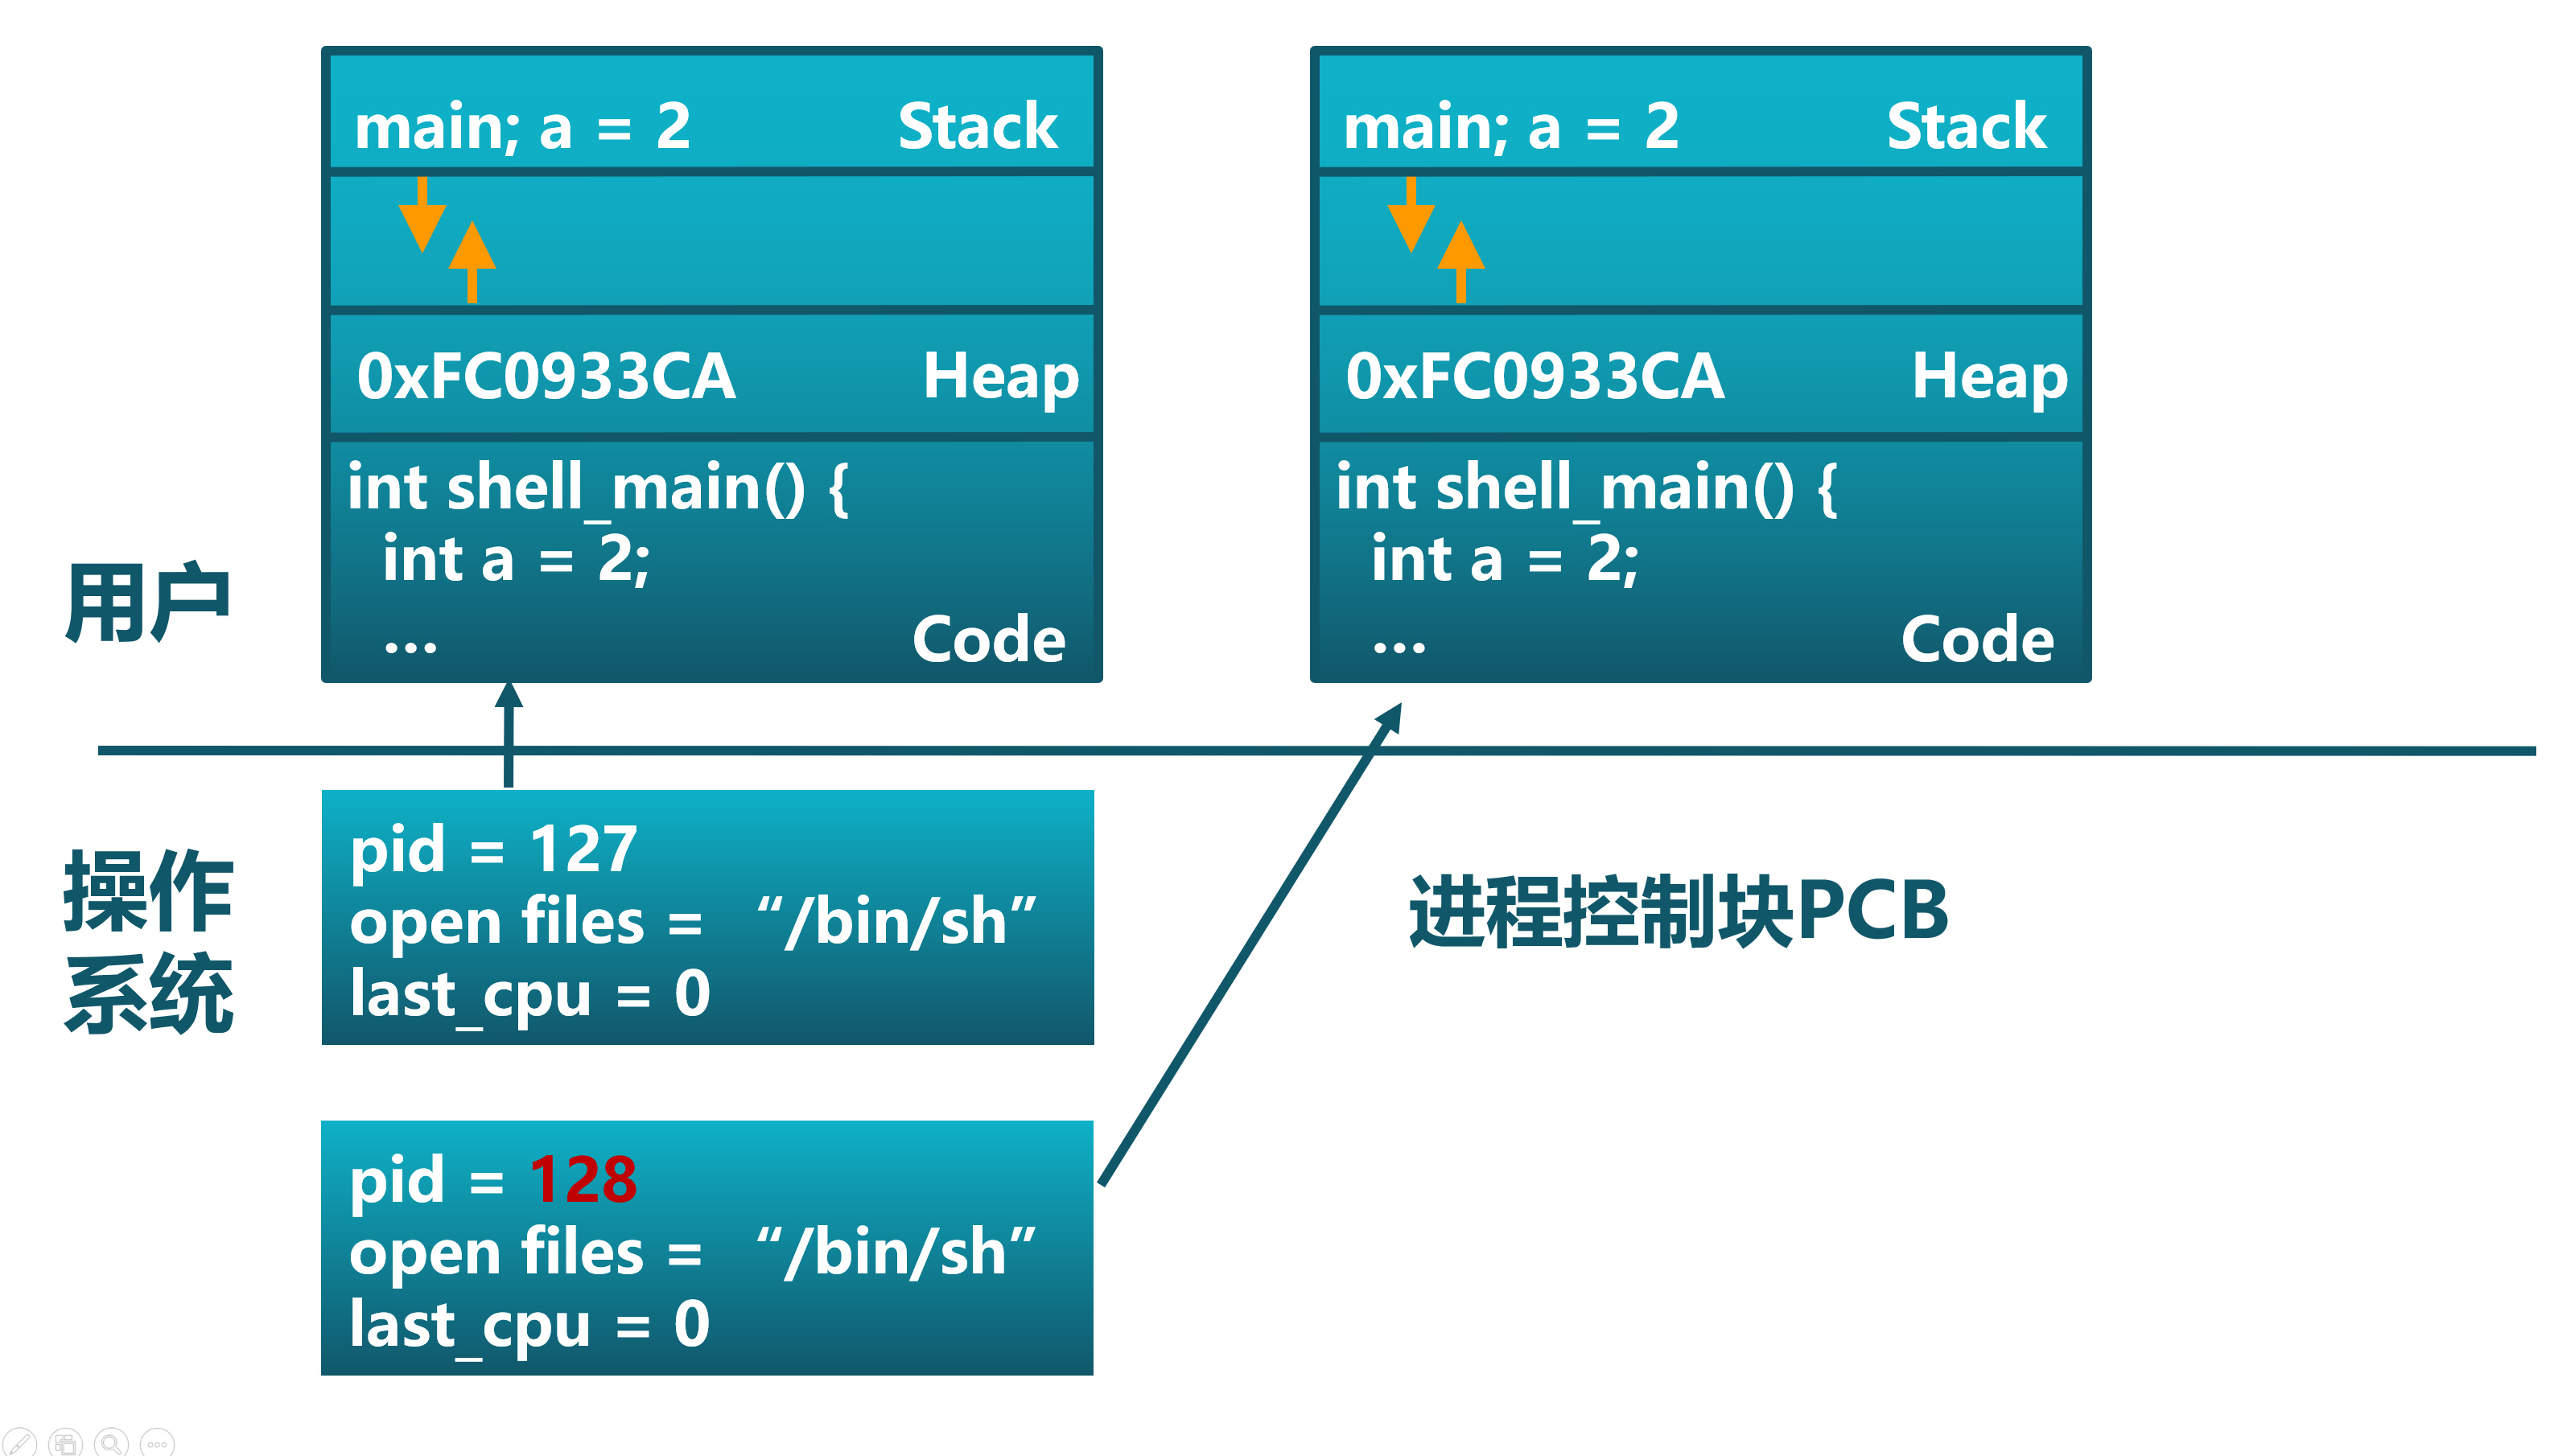 main; a = 2 Stack
0xFC0933CA Heap
int shell_main() {
int a = 2;
... Code
main; a = 2 Stack
0xFC0933CA Heap
int shell_main() {
int a = 2;
... Code
用户
操作
系统
pid = 127
open files = “/bin/sh”
last_cpu = 0
进程控制块PCB
pid = 128
open files = “/bin/sh”
last_cpu = 0